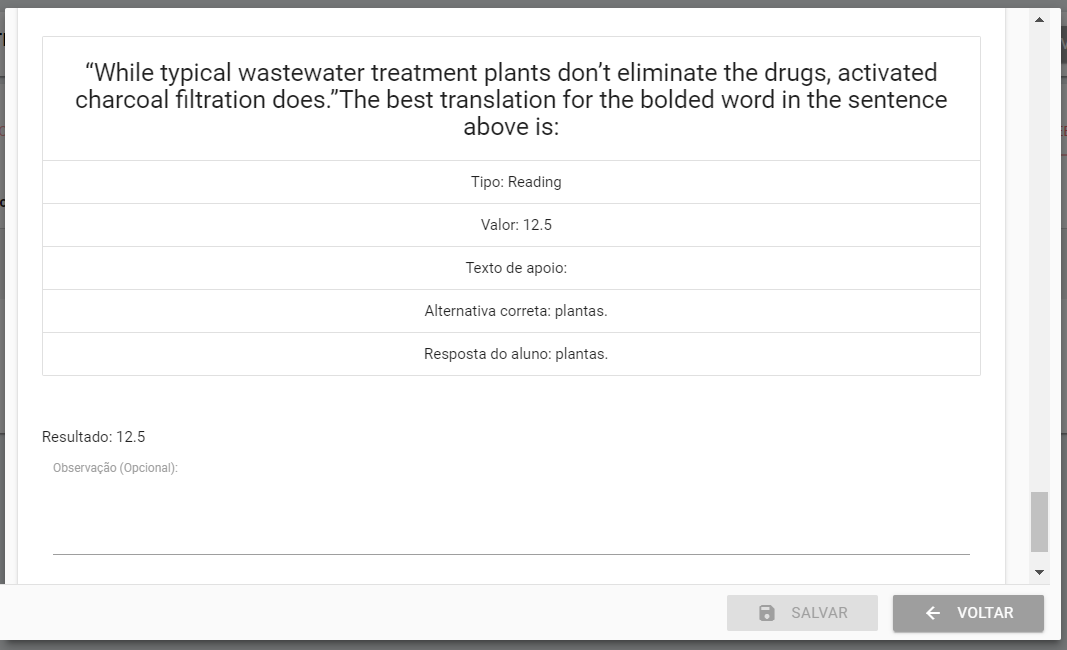 “While typical wastewater treatment plants don’t eliminate the drugs, activated
charcoal filtration does.”The best translation for the bolded word in the sentence
above is:
Tipo: Reading
Valor: 12.5
Texto de apoio:
Alternativa correta: plantas.
Resposta do aluno: plantas.
Resultado: 12.5
Observação (Opcional):
SALVAR
VOLTAR